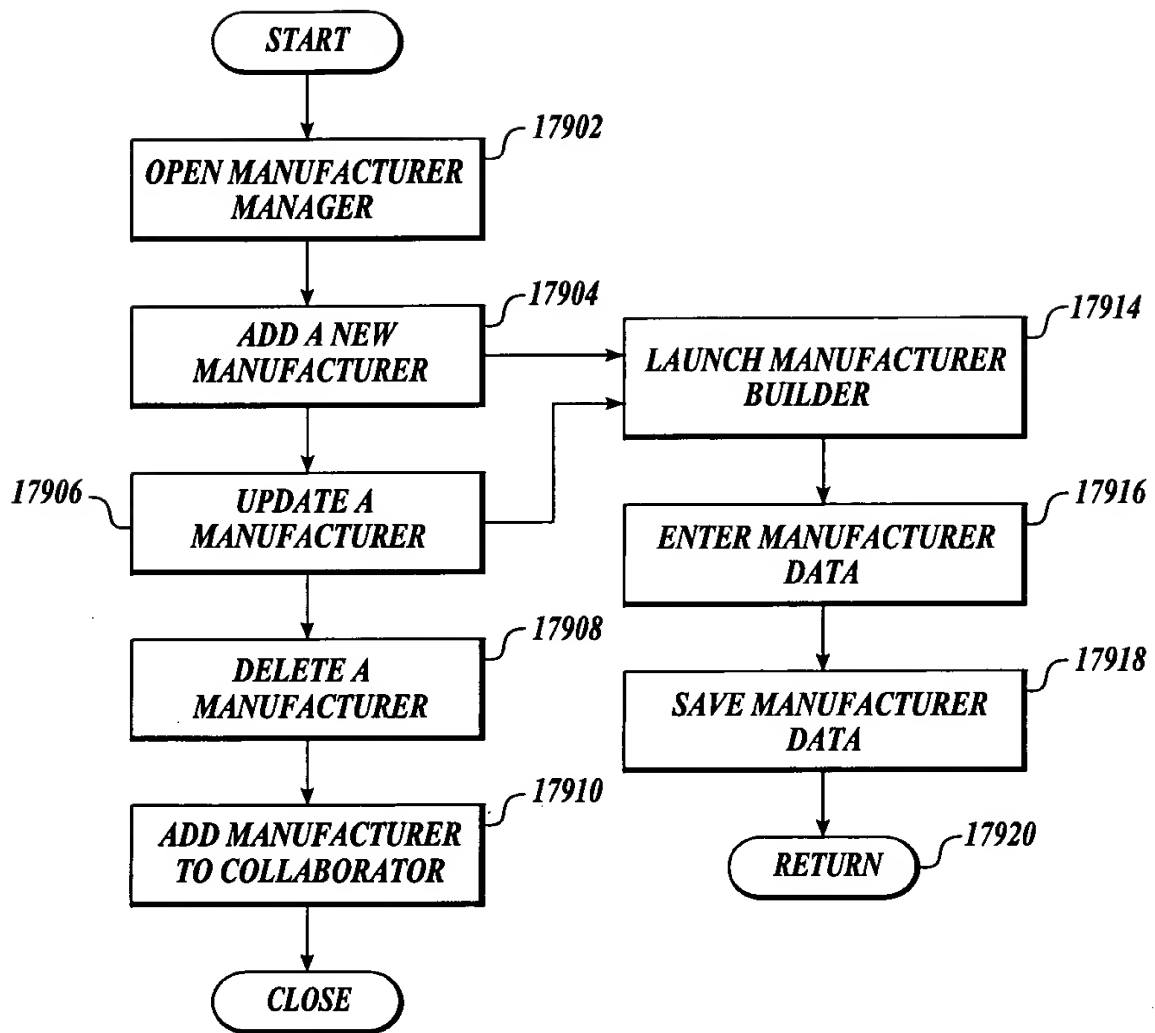 START
17902
OPEN MANUFACTURER
MANAGER
17904
ADD A NEW
MANUFACTURER
17906
UPDATE A
MANUFACTURER
17908
DELETE A
MANUFACTURER
17910
ADD MANUFACTURER
TO COLLABORATOR
CLOSE
17914
LAUNCH MANUFACTURER
BUILDER
17916
ENTER MANUFACTURER
DATA
17918
SAVE MANUFACTURER
DATA
17920
RETURN